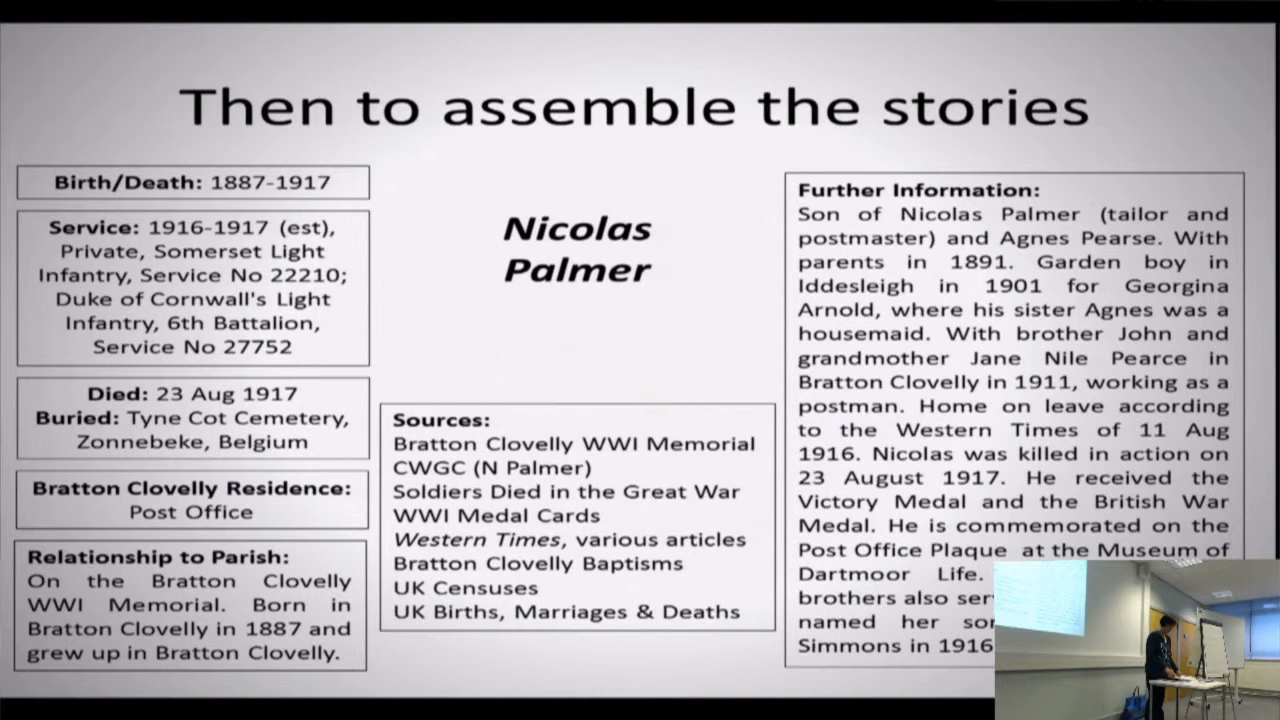 Then to assemble the stories
Birth/Death: 1887-1917
Service: 1916-1917 (est),
Private, Somerset Light
Infantry, Service No 22210;
Duke of Cornwall's Light
Infantry, 6th Battalion,
Service No 27752
Died: 23 Aug 1917
Buried: Tyne Cot Cemetery,
Zonnebeke, Belgium
Bratton Clovelly Residence:
Post Office
Relationship to Parish:
On the Bratton Clovelly
WWI Memorial. Born in
Bratton Clovelly in 1887 and
grew up in Bratton Clovelly.
Nicolas
Palmer
Sources:
Bratton Clovelly WWI Memorial
CWGC (N Palmer)
Soldiers Died in the Great War
WWI Medal Cards
Western Times, various articles
Bratton Clovelly Baptisms
UK Censuses
UK Births, Marriages & Deaths
Further Information:
Son of Nicolas Palmer (tailor and
postmaster) and Agnes Pearse. With
parents in 1891. Garden boy in
Iddesleigh in 1901 for Georgina
Arnold, where his sister Agnes was a
housemaid. With brother John and
grandmother Jane Nile Pearce in
Bratton Clovelly in 1911, working as a
postman. Home on leave according
to the Western Times of 11 Aug
1916. Nicolas was killed in action on
23 August 1917. He received the
Victory Medal and the British War
Medal. He is commemorated on the
Post Office Plaque at the Museum of
Dartmoor Life.
brothers also
named her
Simmons in 1916